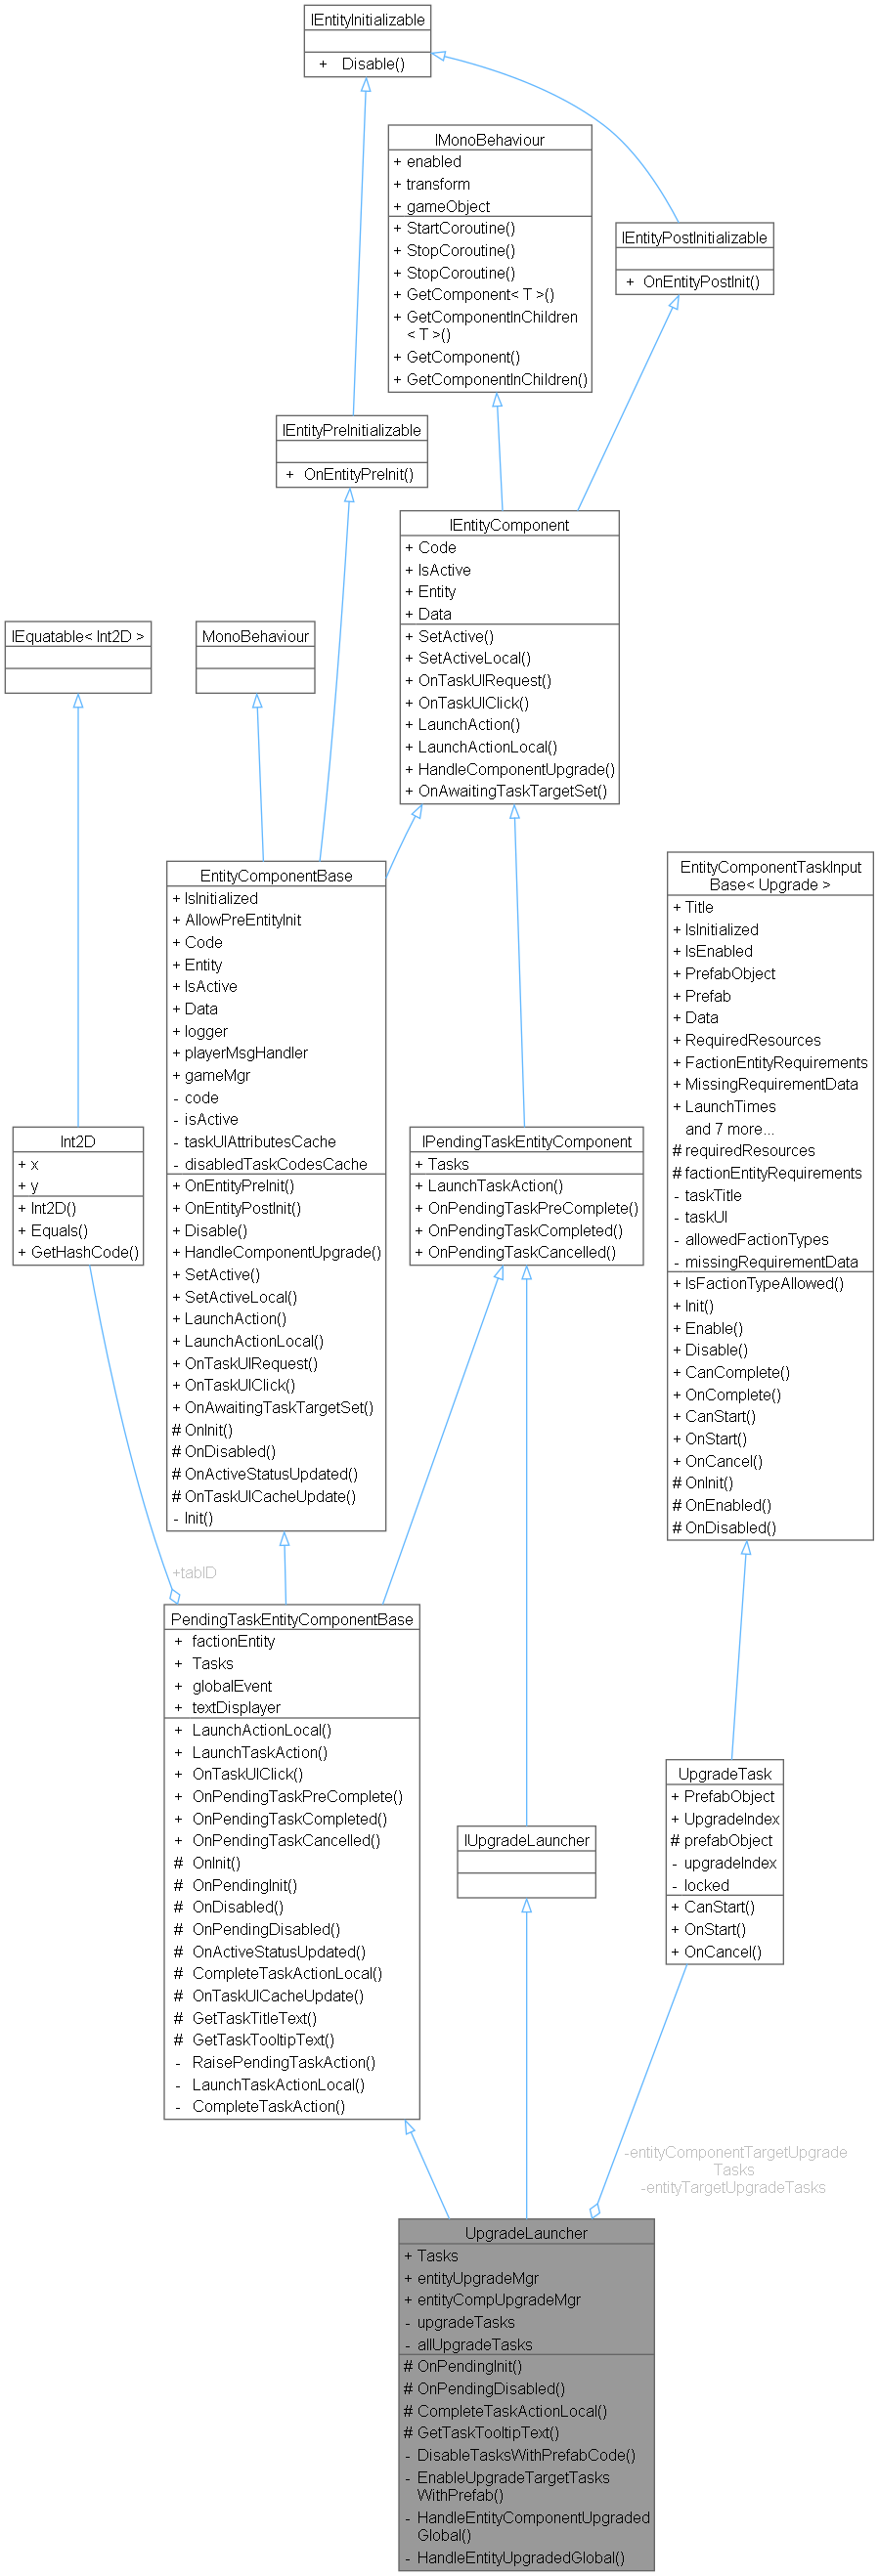 IEntityInitializable
+ Disable()
IMonoBehaviour
+ enabled
+ transform
+ gameObject
+ StartCoroutine()
+ StopCoroutine()
+ StopCoroutine()
+ GetComponent< T >()
+ GetComponentInChildren
< T >()
+ GetComponent()
+ GetComponentInChildren()
IEntityPostInitializable
+ OnEntityPostInit()
IEntityPreInitializable
+ OnEntityPreInit()
IEntityComponent
+ Code
+ IsActive
+ Entity
+ Data
+ SetActive()
+ SetActiveLocal()
+ OnTaskUIRequest()
+ OnTaskUIClick()
+ LaunchAction()
+ LaunchActionLocal()
+ HandleComponentUpgrade()
+ OnAwaitingTaskTargetSet()
IEquatable< Int2D >
MonoBehaviour
EntityComponentBase
+ IsInitialized
+ AllowPreEntityInit
+ Code
+ Entity
+ IsActive
+ Data
+ logger
+ playerMsgHandler
+ gameMgr
- code
- isActive
- taskUIAttributesCache
- disabledTaskCodesCache
+ OnEntityPreInit()
+ OnEntityPostInit()
+ Disable()
+ HandleComponentUpgrade()
+ SetActive()
+ SetActiveLocal()
+ LaunchAction()
+ LaunchActionLocal()
+ OnTaskUIRequest()
+ OnTaskUIClick()
+ OnAwaitingTaskTargetSet()
# OnInit()
# OnDisabled()
# OnActiveStatusUpdated()
# OnTaskUICacheUpdate()
- Init()
EntityComponentTaskInput
Base< Upgrade >
+ Title
+ IsInitialized
+ IsEnabled
+ PrefabObject
+ Prefab
+ Data
+ RequiredResources
+ FactionEntityRequirements
+ MissingRequirementData
+ LaunchTimes
and 7 more...
# requiredResources
# factionEntityRequirements
- taskTitle
- taskUI
- allowedFactionTypes
- missingRequirementData
+ IsFactionTypeAllowed()
+ Init()
+ Enable()
+ Disable()
+ CanComplete()
+ OnComplete()
+ CanStart()
+ OnStart()
+ OnCancel()
# OnInit()
# OnEnabled()
# OnDisabled()
Int2D
+ x
+ y
+ Int2D()
+ Equals()
+ GetHashCode()
IPendingTaskEntityComponent
+ Tasks
+ LaunchTaskAction()
+ OnPendingTaskPreComplete()
+ OnPendingTaskCompleted()
+ OnPendingTaskCancelled()
+tabID
PendingTaskEntityComponentBase
+ factionEntity
+ Tasks
+ globalEvent
+ textDisplayer
+ LaunchActionLocal()
+ LaunchTaskAction()
+ OnTaskUIClick()
+ OnPendingTaskPreComplete()
+ OnPendingTaskCompleted()
+ OnPendingTaskCancelled()
# OnInit()
# OnPendingInit()
# OnDisabled()
# OnPendingDisabled()
# OnActiveStatusUpdated()
# CompleteTaskActionLocal()
# OnTaskUICacheUpdate()
# GetTaskTitleText()
# GetTaskTooltipText()
- RaisePendingTaskAction()
- LaunchTaskActionLocal()
- CompleteTaskAction()
IUpgradeLauncher
UpgradeTask
+ PrefabObject
+ UpgradeIndex
# prefabObject
- upgradeIndex
- locked
+ CanStart()
+ OnStart()
+ OnCancel()
-entityComponentTargetUpgrade
Tasks
-entityTargetUpgradeTasks
UpgradeLauncher
+ Tasks
+ entityUpgradeMgr
+ entityCompUpgradeMgr
- upgradeTasks
- allUpgradeTasks
# OnPendingInit()
# OnPendingDisabled()
# CompleteTaskActionLocal()
# GetTaskTooltipText()
- DisableTasksWithPrefabCode()
- EnableUpgradeTargetTasks
WithPrefab()
- HandleEntityComponentUpgraded
Global()
- HandleEntityUpgradedGlobal()